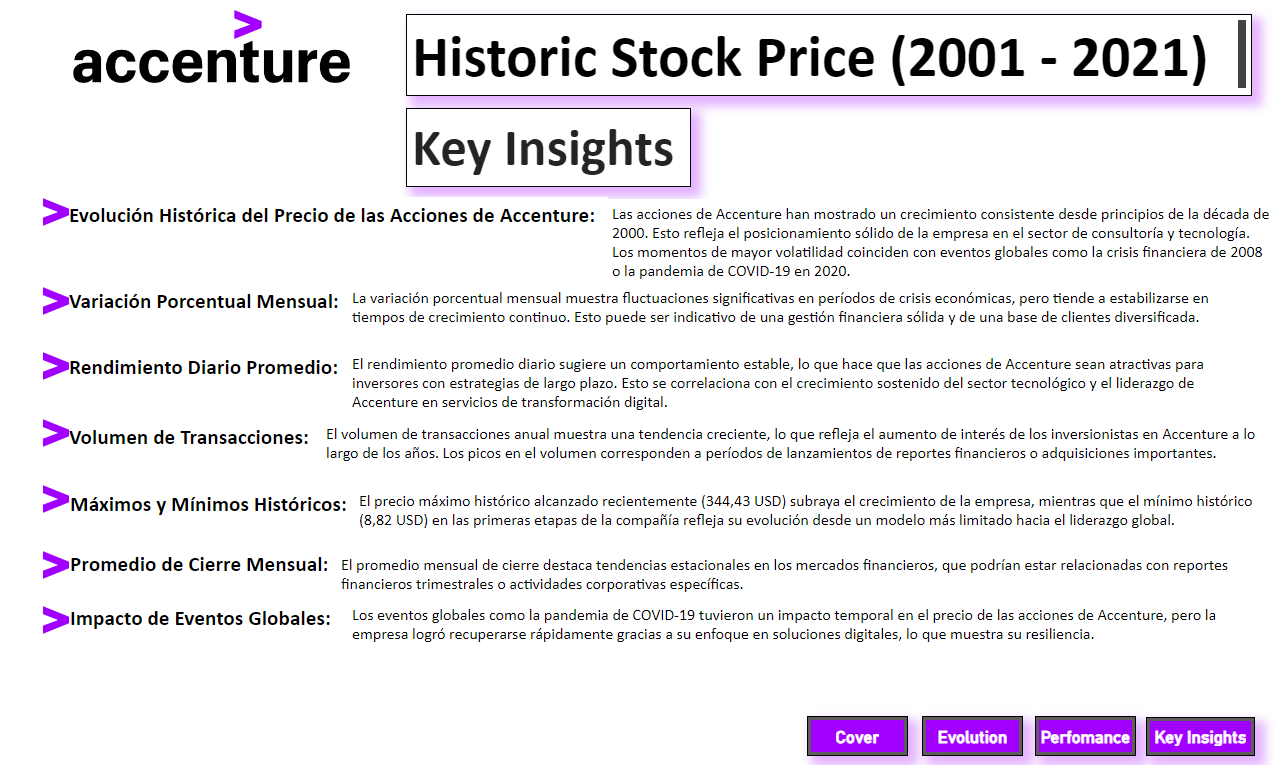 accenture
Historic Stock Price (2001 - 2021)
Key Insights
Evolución Histórica del Precio de las Acciones de Accenture:
Las acciones de Accenture han mostrado un crecimiento consistente desde principios de la década de
2000. Esto refleja el posicionamiento sólido de la empresa en el sector de consultoría y tecnología.
Los momentos de mayor volatilidad coinciden con eventos globales como la crisis financiera de 2008
o la pandemia de COVID-19 en 2020.
Variación Porcentual Mensual:
La variación porcentual mensual muestra fluctuaciones significativas en períodos de crisis económicas, pero tiende a estabilizarse en
tiempos de crecimiento continuo. Esto puede ser indicativo de una gestión financiera sólida y de una base de clientes diversificada.
Rendimiento Diario Promedio:
El rendimiento promedio diario sugiere un comportamiento estable, lo que hace que las acciones de Accenture sean atractivas para
inversores con estrategias de largo plazo. Esto se correlaciona con el crecimiento sostenido del sector tecnológico y el liderazgo de
Accenture en servicios de transformación digital.
Volumen de Transacciones:
El volumen de transacciones anual muestra una tendencia creciente, lo que refleja el aumento de interés de los inversionistas en Accenture a lo
largo de los años. Los picos en el volumen corresponden a períodos de lanzamientos de reportes financieros o adquisiciones importantes.
Máximos y Mínimos Históricos:
El precio máximo histórico alcanzado recientemente (344,43 USD) subraya el crecimiento de la empresa, mientras que el mínimo histórico
(8,82 USD) en las primeras etapas de la compañía refleja su evolución desde un modelo más limitado hacia el liderazgo global.
Promedio de Cierre Mensual:
El promedio mensual de cierre destaca tendencias estacionales en los mercados financieros, que podrían estar relacionadas con reportes
financieros trimestrales o actividades corporativas específicas.
Impacto de Eventos Globales:
Los eventos globales como la pandemia de COVID-19 tuvieron un impacto temporal en el precio de las acciones de Accenture, pero la
empresa logró recuperarse rápidamente gracias a su enfoque en soluciones digitales, lo que muestra su resiliencia.
Cover
Evolution
Perfomance
Key Insights